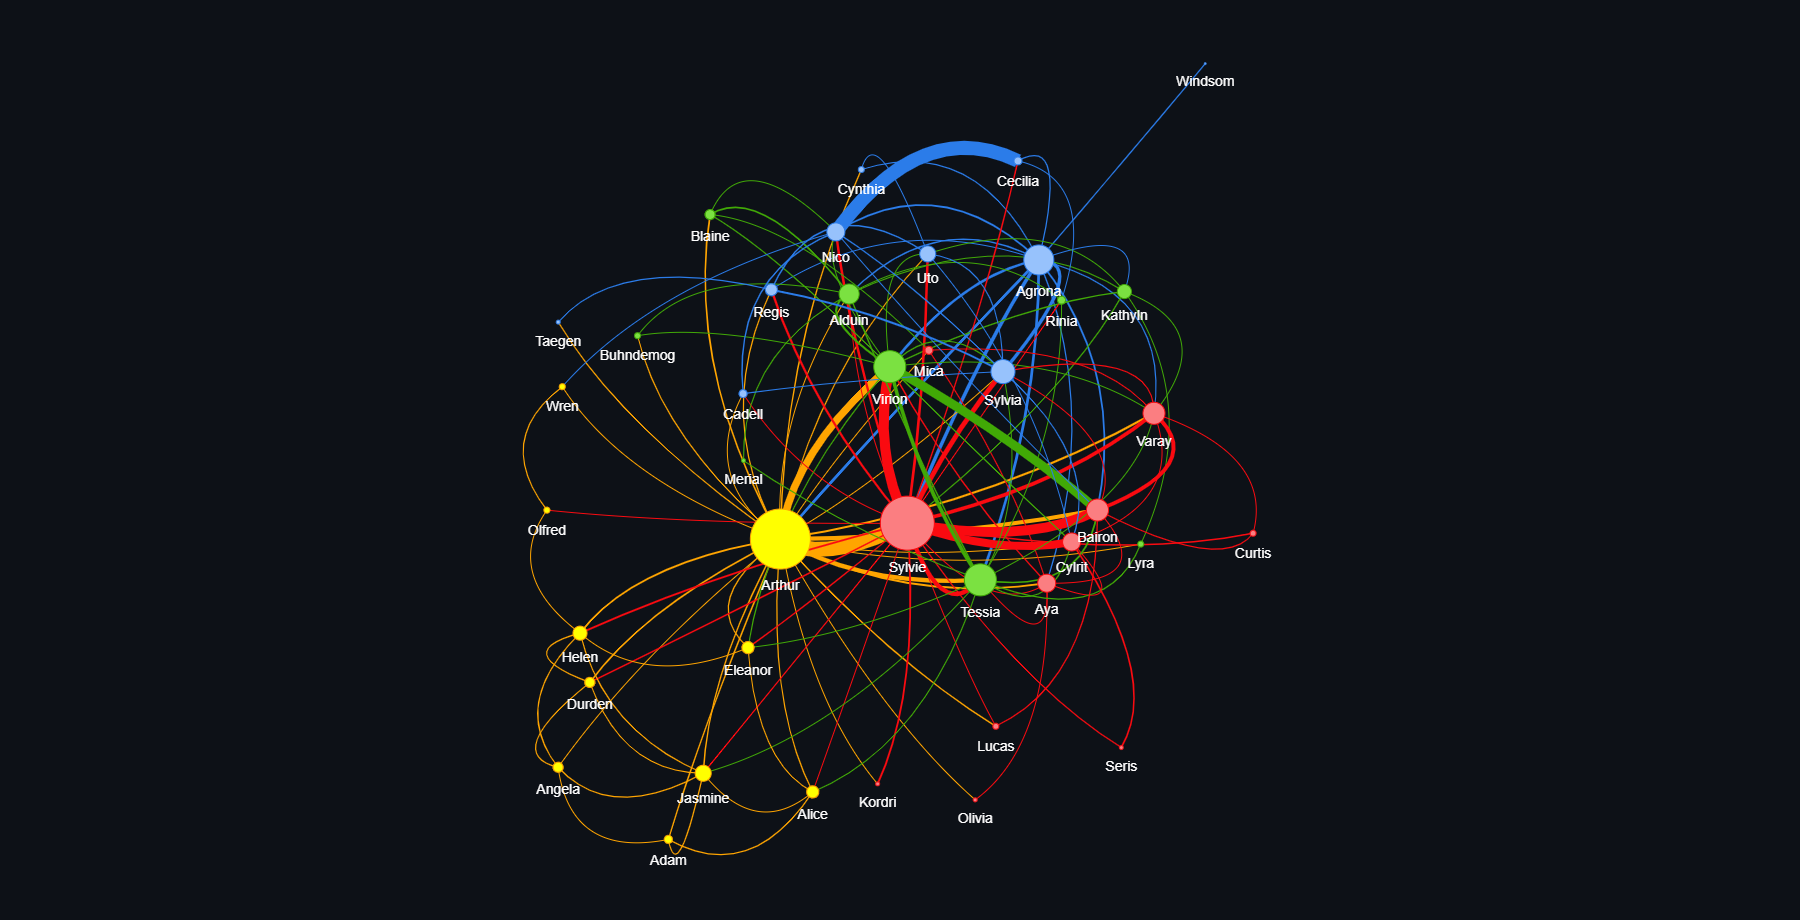 Windsom
Cecilia
Cynthia
Blaine
Nico
Uto
Agrona
Regis
Alduin
Rinia
Kathyln
Taegen
Buhndemog
Mica
Wren
Cadell
Virion
Sylvia
Varay
Merial
Olfred
Bairon
Curtis
Sylvie
Cylrit
Lyra
Arthur
Tessia
Aya
Helen
Eleanor
Durden
Lucas
Seris
Angela
Jasmine
Alice
Kordri
Olivia
Adam